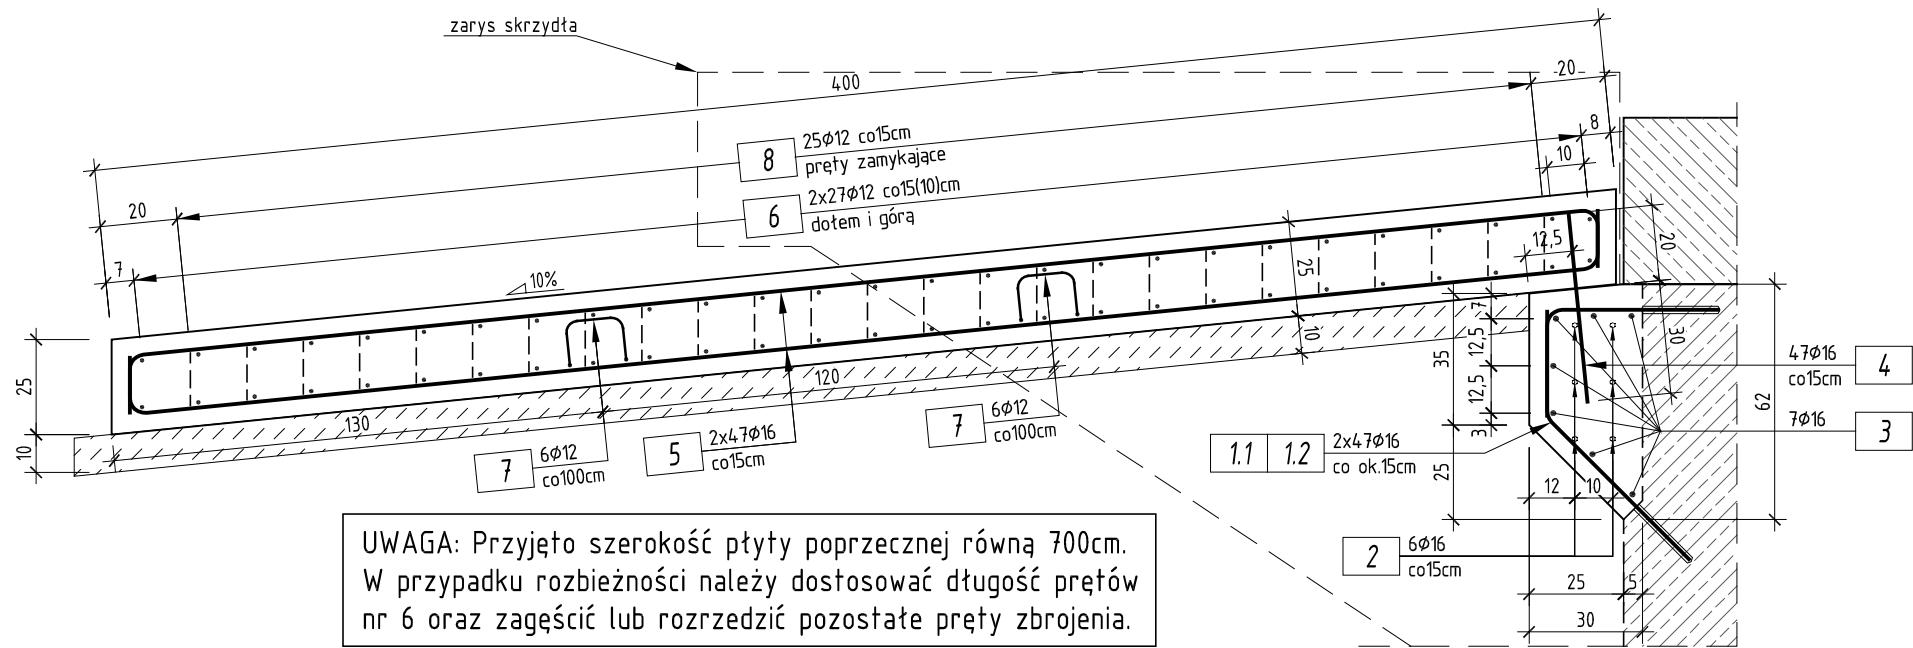 zarys skrzydła
400
20
8
25ø12 co15cm
pręty zamykające
8
10
20
6
2x27ø12 co15(10)cm
dołem i górą
7
10%
12,5
20
25
10
7
30
12,5
35
12,5
3
25
62
47ø16
co15cm
4
7ø16
3
25
10
130
120
7
6ø12
co100cm
5
2x47ø16
co15cm
7
6ø12
co100cm
1.1
1.2
2x47ø16
co ok.15cm
12
10
2
6ø16
co15cm
25
5
30
UWAGA: Przyjęto szerokość płyty poprzecznej równą 700cm.
W przypadku rozbieżności należy dostosować długość prętów
nr 6 oraz zagęścić lub rozrzedzić pozostałe pręty zbrojenia.